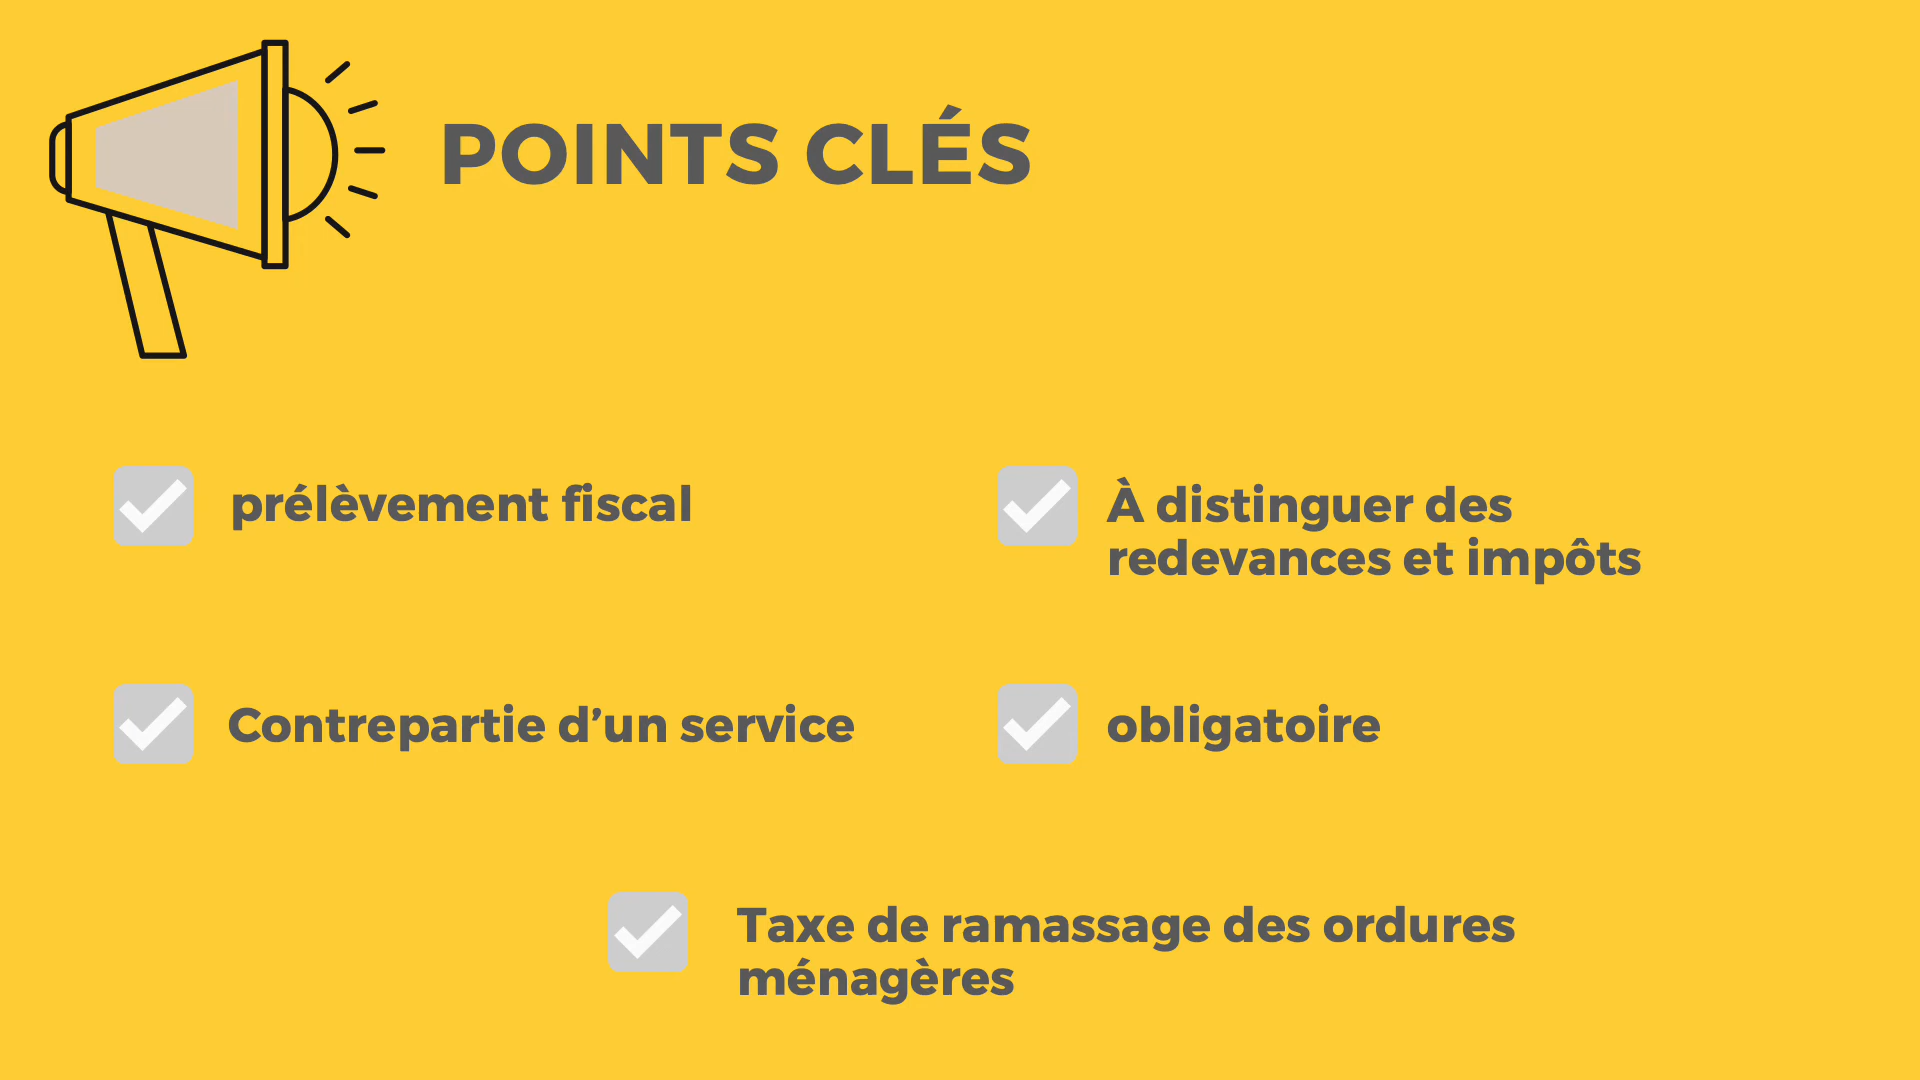 POINTS CLÉS
prélèvement fiscal
À distinguer des
redevances et impôts
Contrepartie d’un service
obligatoire
Taxe de ramassage des ordures
ménagères